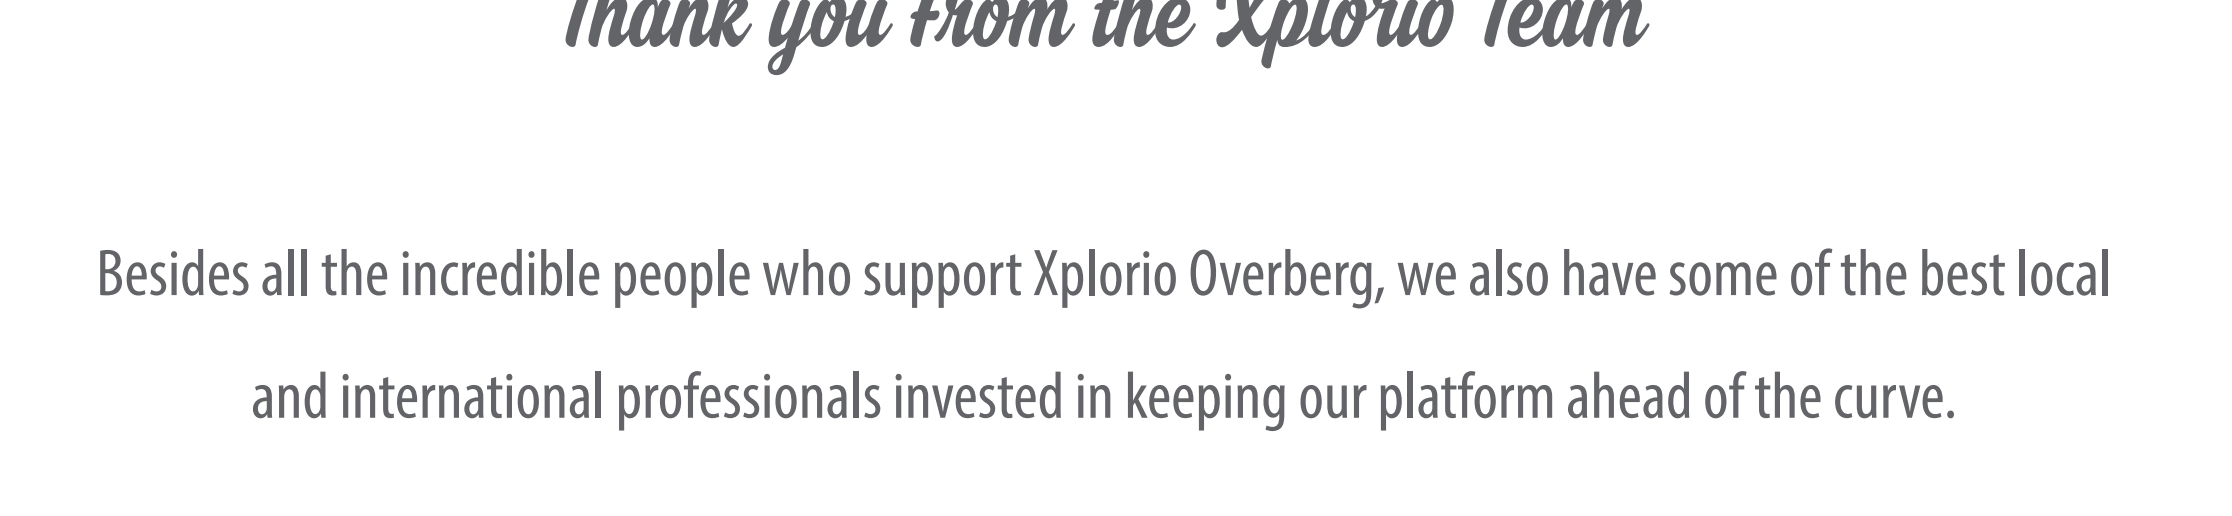 Thank you from the Xplorio Team
Besides all the incredible people who support Xplorio Overberg, we also have some of the best local
and international professionals invested in keeping our platform ahead of the curve.